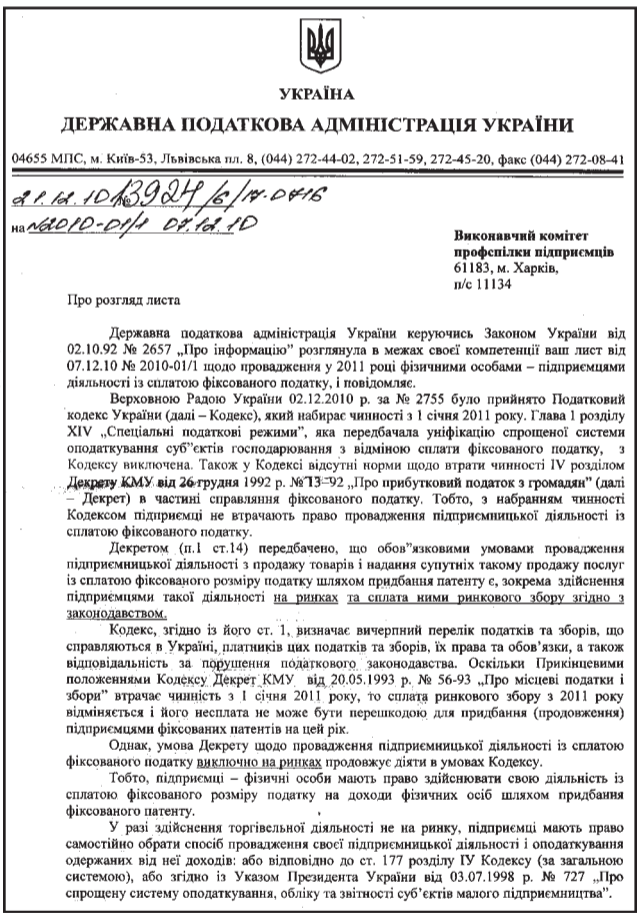 УКРАЇНА
ДЕРЖАВНА ПОДАТКОВА АДМІНІСТРАЦІЯ УКРАЇНИ
04655 МПС, м. Київ-53, Львівська пл. 8, (044) 272-44-02, 272-51-59, 272-45-20, факс (044) 272-08-41
21.12.10 №13924/6/17-0716
на №2010-01/1 07.12.10
Виконавчий комітет
профспілки підприємців
61183, м. Харків,
п/с 11134
Про розгляд листа
Державна податкова адміністрація України керуючись Законом України від
02.10.92 № 2657 „Про інформацію” розглянула в межах своєї компетенції ваш лист від
07.12.10 № 2010-01/1 щодо провадження у 2011 році фізичними особами – підприємцями
діяльності із сплатою фіксованого податку, і повідомляє.
Верховною Радою України 02.12.2010 р. за № 2755 було прийнято Податковий
кодекс України (далі – Кодекс), який набирає чинності з 1 січня 2011 року. Глава 1 розділу
XIV „Спеціальні податкові режими”, яка передбачала уніфікацію спрощеної системи
оподаткування суб”єктів господарювання з відміною сплати фіксованого податку, з
Кодексу виключена. Також у Кодексі відсутні норми щодо втрати чинності IV розділом
Декрету КМУ від 26 грудня 1992 р. №13-92 „Про прибутковий податок з громадян” (далі
– Декрет) в частині справляння фіксованого податку. Тобто, з набранням чинності
Кодексом підприємці не втрачають право провадження підприємницької діяльності із
сплатою фіксованого податку.
Декретом (п.1 ст.14) передбачено, що обов”язковими умовами провадження
підприємницької діяльності з продажу товарів і надання супутніх такому продажу послуг
із сплатою фіксованого розміру податку шляхом придбання патенту є, зокрема здійснення
підприємцями такої діяльності на ринках та сплата ними ринкового збору згідно з
законодавством.
Кодекс, згідно із його ст. 1, визначає вичерпний перелік податків та зборів, що
справляються в Україні, платників цих податків та зборів, їх права та обов’язки, а також
відповідальність за порушення податкового законодавства. Оскільки Прикінцевими
положеннями Кодексу Декрет КМУ від 20.05.1993 р. № 56-93 „Про місцеві податки і
збори” втрачає чинність з 1 січня 2011 року, то сплата ринкового збору з 2011 року
відміняється і його несплата не може бути перешкодою для придбання (продовження)
підприємцями фіксованих патентів на цей рік.
Однак, умова Декрету щодо провадження підприємницької діяльності із сплатою
фіксованого податку виключно на ринках продовжує діяти в умовах Кодексу.
Тобто, підприємці – фізичні особи мають право здійснювати свою діяльність із
сплатою фіксованого розміру податку на доходи фізичних осіб шляхом придбання
фіксованого патенту.
У разі здійснення торгівельної діяльності не на ринку, підприємці мають право
самостійно обрати спосіб провадження своєї підприємницької діяльності і оподаткування
одержаних від неї доходів: або відповідно до ст. 177 розділу ІУ Кодексу (за загальною
системою), або згідно із Указом Президента України від 03.07.1998 р. № 727 „Про
спрощену систему оподаткування, обліку та звітності суб’єктів малого підприємництва”.